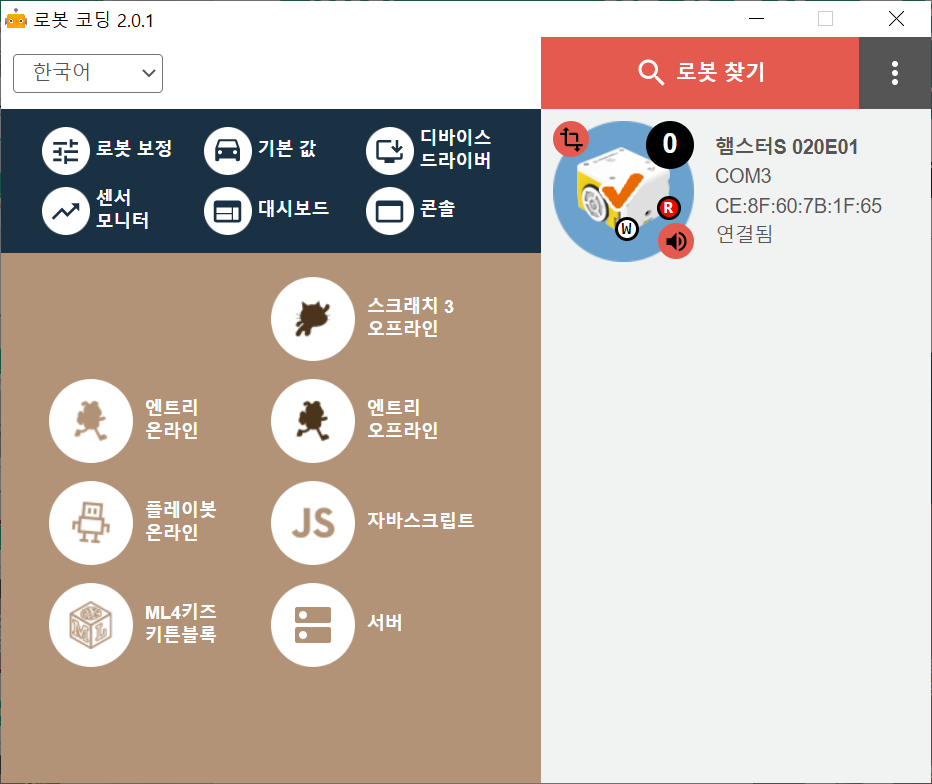 로봇 코딩 2.0.1
한국어
로봇 찾기
로봇 보정
기본 값
디바이스
드라이버
센서
모니터
대시보드
콘솔
0
R
W
햄스터S 020E01
COM3
CE:8F:60:7B:1F:65
연결됨
스크래치 3
오프라인
엔트리
온라인
엔트리
오프라인
플레이봇
온라인
JS
자바스크립트
ML
ML4키즈
키튼블록
서버